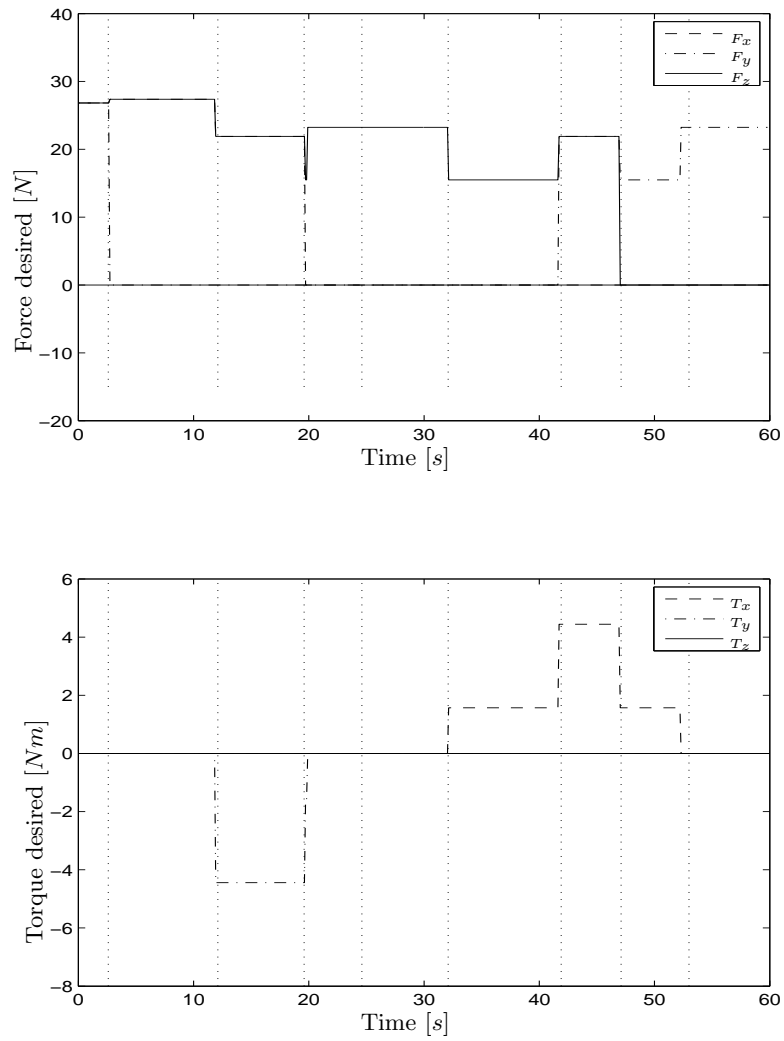 40
30
20
10
0
−10
−20
0 10 20 30 40 50 60
Force desired [N]
Time [s]
F_x
F_y
F_z
6
4
2
0
−2
−4
−6
−8
0 10 20 30 40 50 60
Torque desired [Nm]
Time [s]
T_x
T_y
T_z